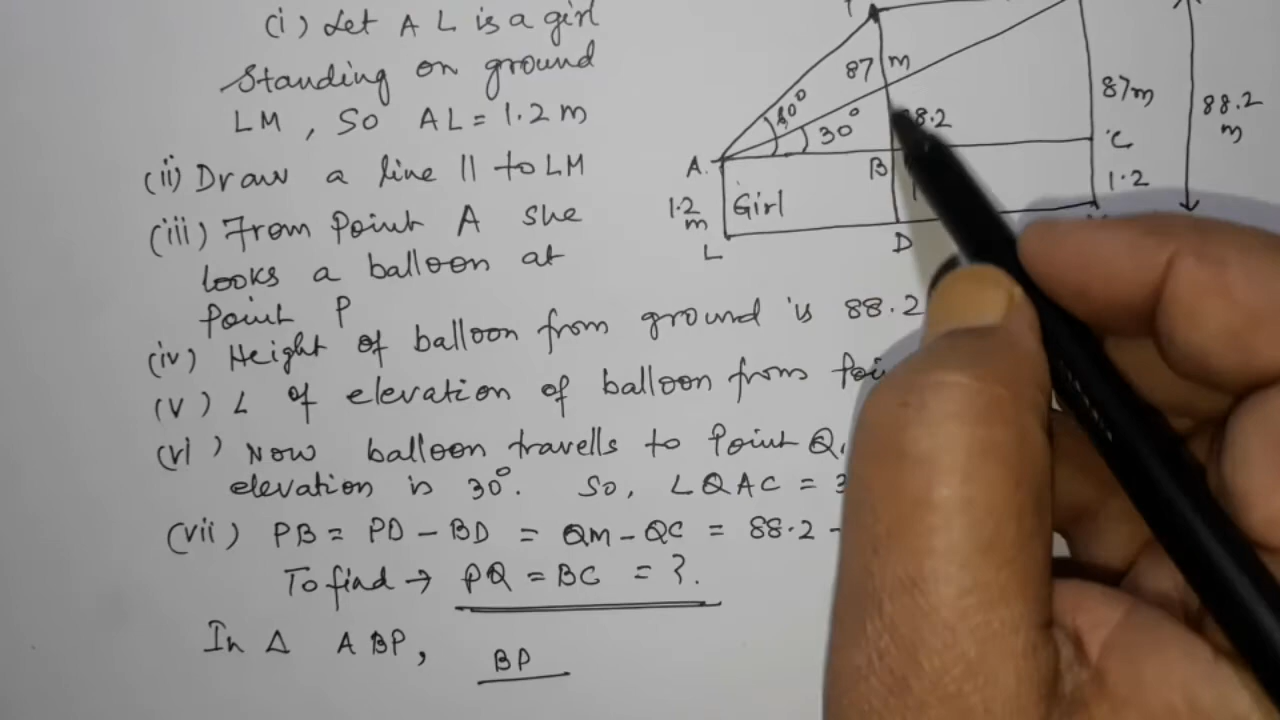 (i) Let AL is a girl
standing on ground
LM, So AL = 1.2 m
(ii) Draw a line || to LM
(iii) From Point A she
looks a balloon at
Point P
(iv) Height of balloon from ground is 88.2
(v) ∠ of elevation of balloon from
(vi) Now balloon travells to Point Q,
elevation is 30°. So, ∠QAC =
(vii) PB = PD - BD = QM - QC = 88.2 -
To find → PQ = BC = ?.
In Δ ABP, BP
87 m
60°
30°
A.
B
C
87m
88.2
m
1.2
m
Girl
1.2
L
D